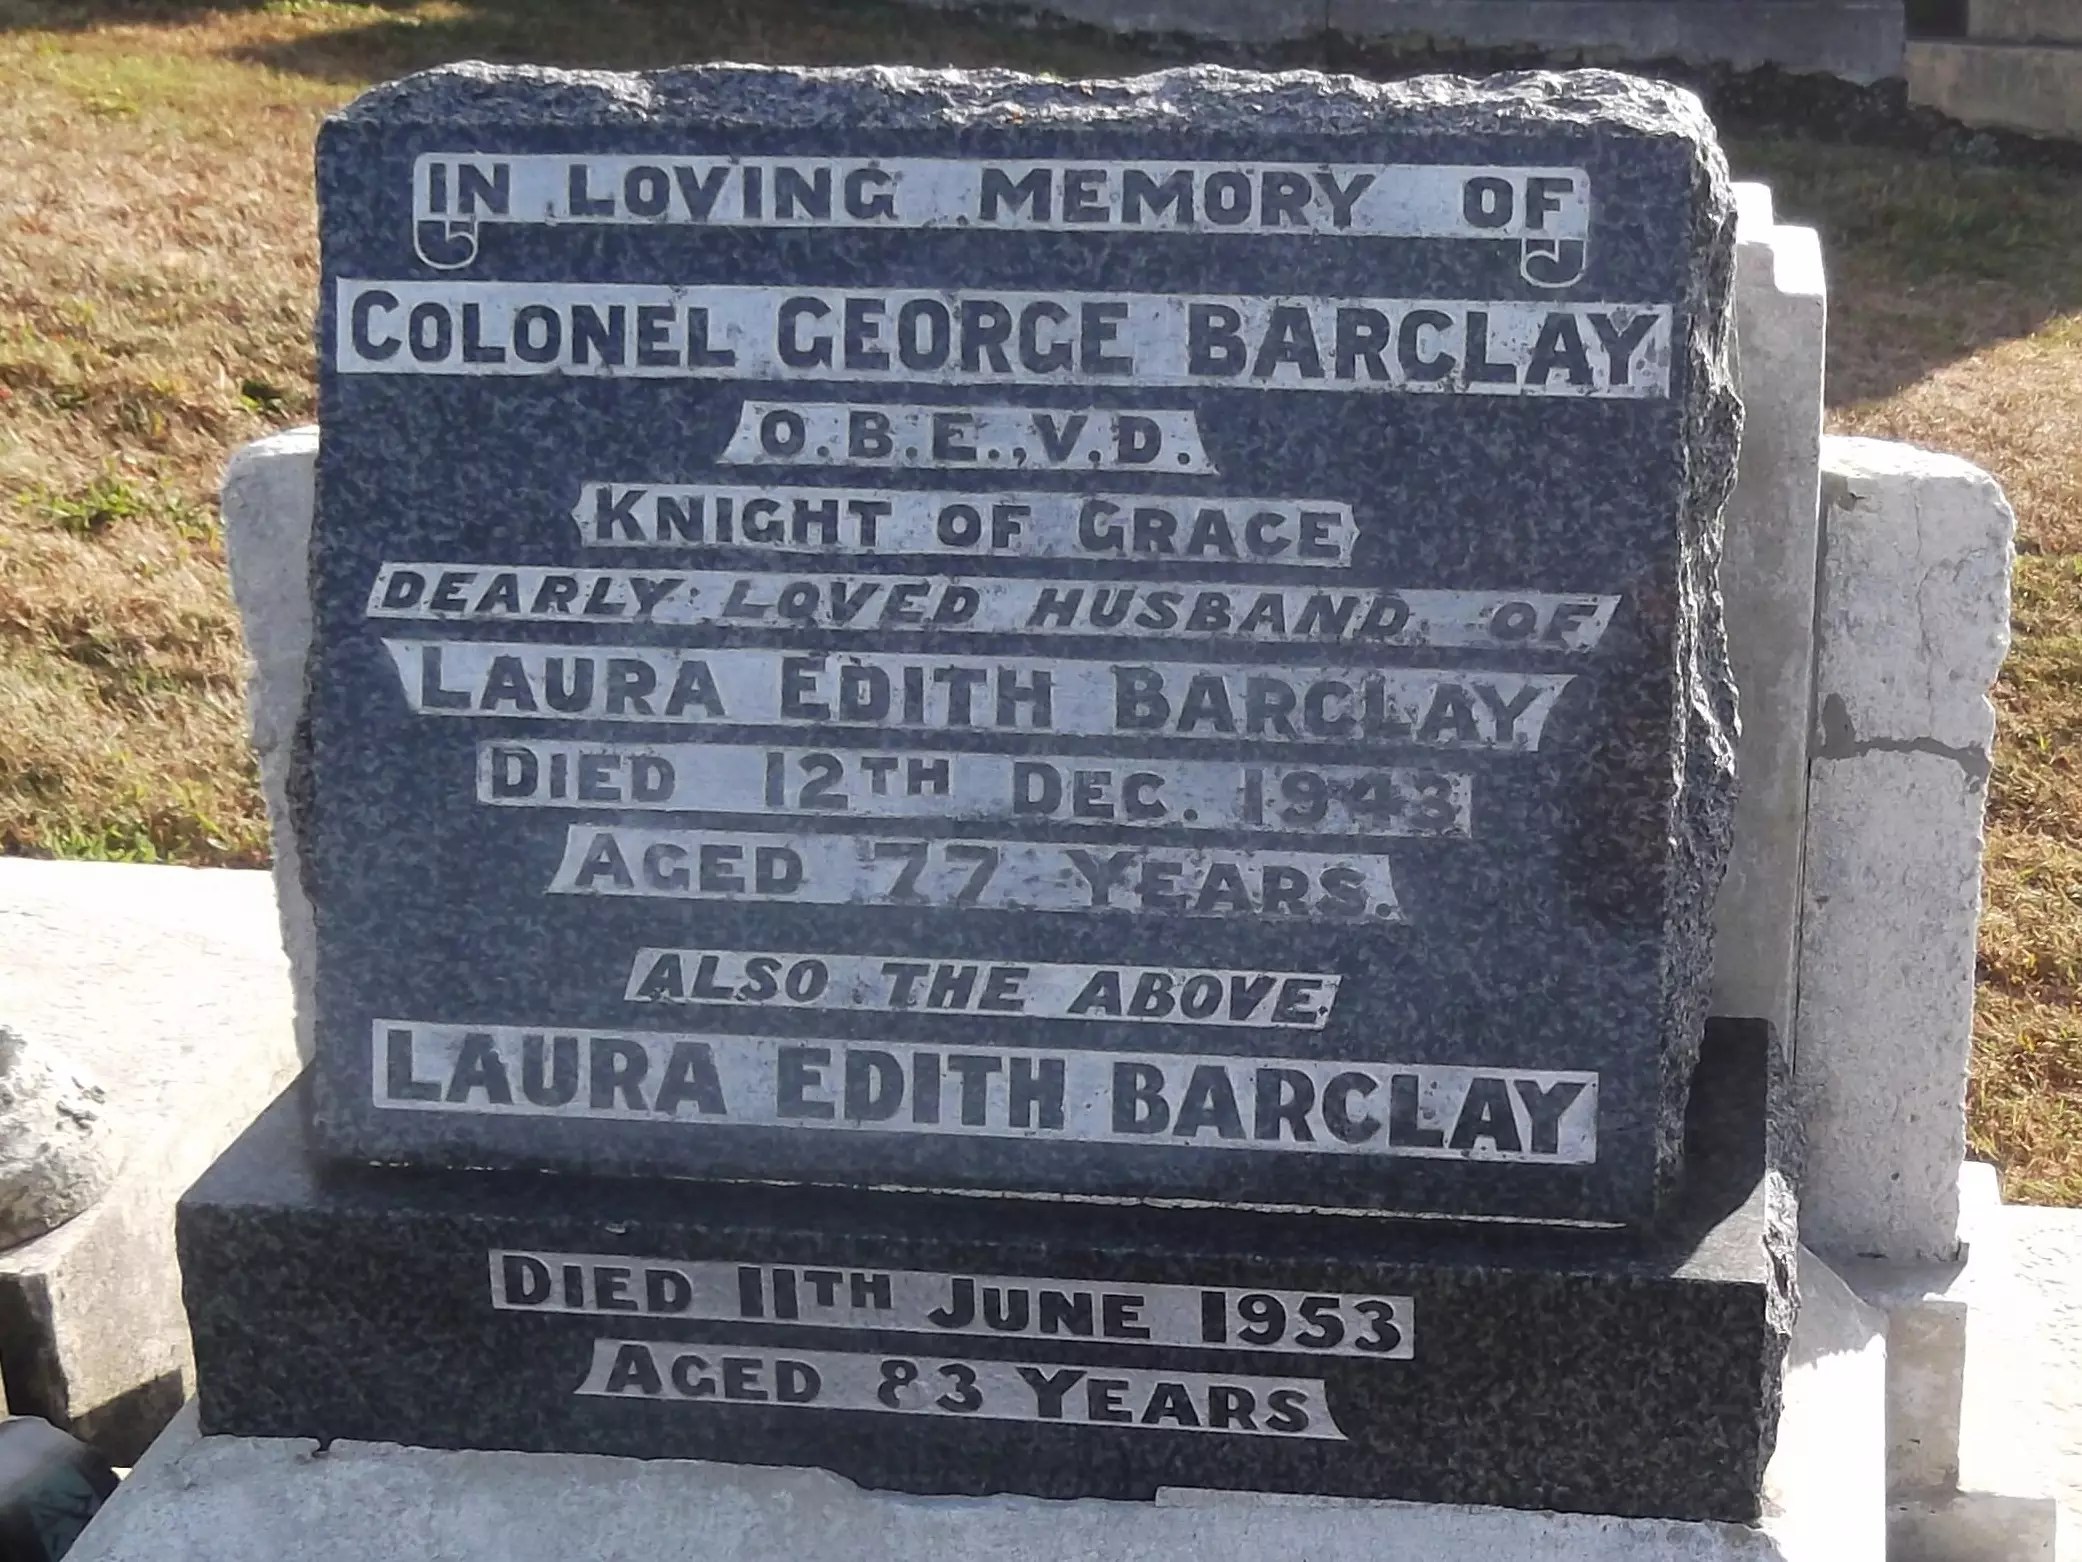 IN LOVING MEMORY OF
COLONEL GEORGE BARCLAY
O.B.E.,V.D.
KNIGHT OF GRACE
DEARLY LOVED HUSBAND OF
LAURA EDITH BARCLAY
DIED 12TH DEC. 1943
AGED 77 YEARS.
ALSO THE ABOVE
LAURA EDITH BARCLAY
DIED 11TH JUNE 1953
AGED 83 YEARS